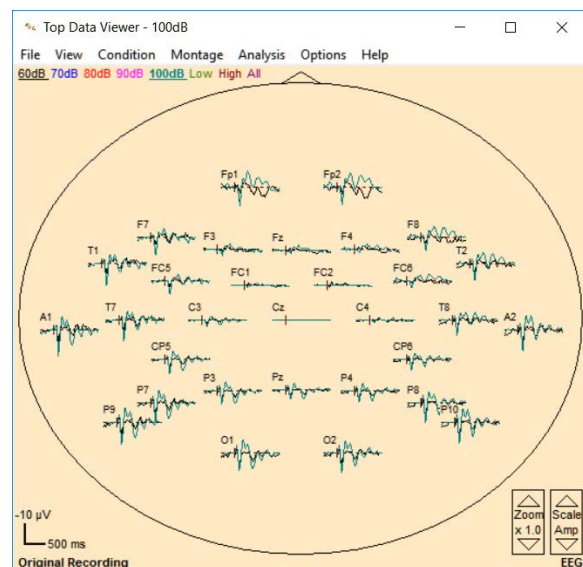 Top Data Viewer - 100dB
File View Condition Montage Analysis Options Help
60dB 70dB 80dB 90dB 100dB Low High All
Fp1 Fp2
F7 F3 Fz F4 F8
T1 T2
FC5 FC1 FC2 FC6
A1 T7 C3 Cz C4 T8 A2
CP5 CP6
P9 P7 P3 Pz P4 P8 P10
O1 O2
-10 µV
500 ms
Zoom Scale
x 1.0 Amp
Original Recording EEG